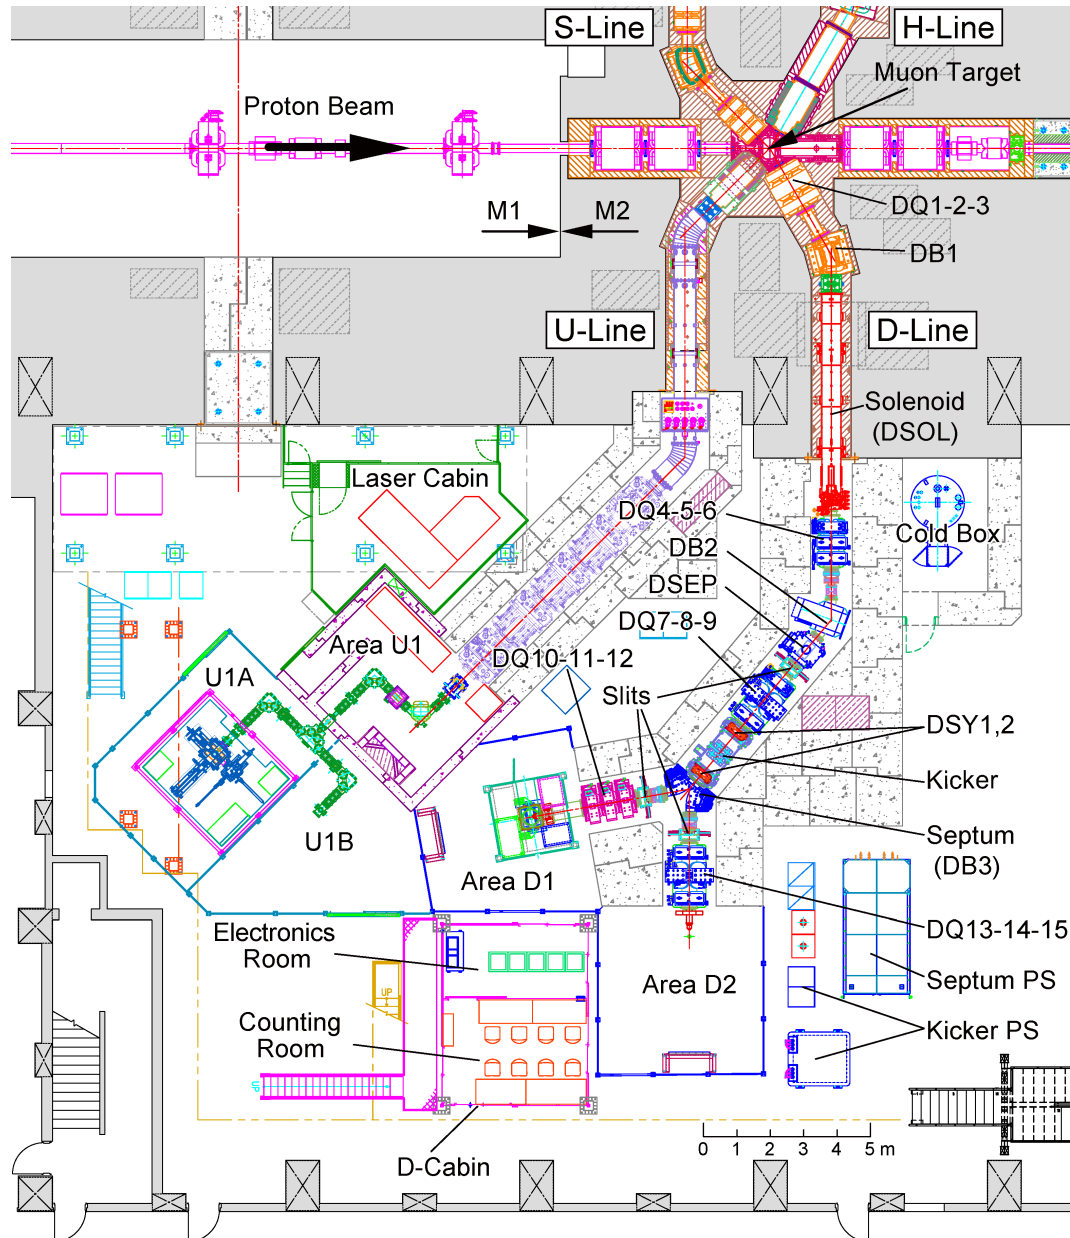 S-Line
H-Line
Muon Target
Proton Beam
DQ1-2-3
M1
M2
DB1
U-Line
D-Line
Solenoid
(DSOL)
Laser Cabin
DQ4-5-6
Cold Box
DB2
DSEP
DQ7-8-9
Area U1
DQ10-11-12
U1A
Slits
DSY1,2
Kicker
U1B
Septum
(DB3)
Area D1
DQ13-14-15
Electronics
Room
Septum PS
Area D2
UP
Counting
Room
Kicker PS
UP
D-Cabin
0 1 2 3 4 5 m